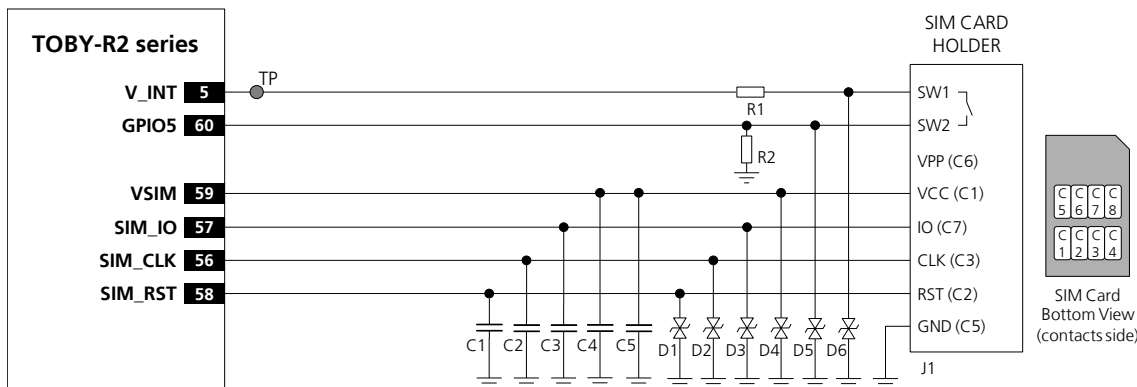 TOBY-R2 series
SIM CARD
HOLDER
V_INT 5 TP R1 SW1
GPIO5 60 R2 SW2
VPP (C6)
VSIM 59 VCC (C1)
SIM_IO 57 IO (C7)
SIM_CLK 56 CLK (C3)
SIM_RST 58 RST (C2)
GND (C5)
C1 C2 C3 C4 C5 D1 D2 D3 D4 D5 D6
J1
C C C C
5 6 7 8
C C C C
1 2 3 4
SIM Card
Bottom View
(contacts side)